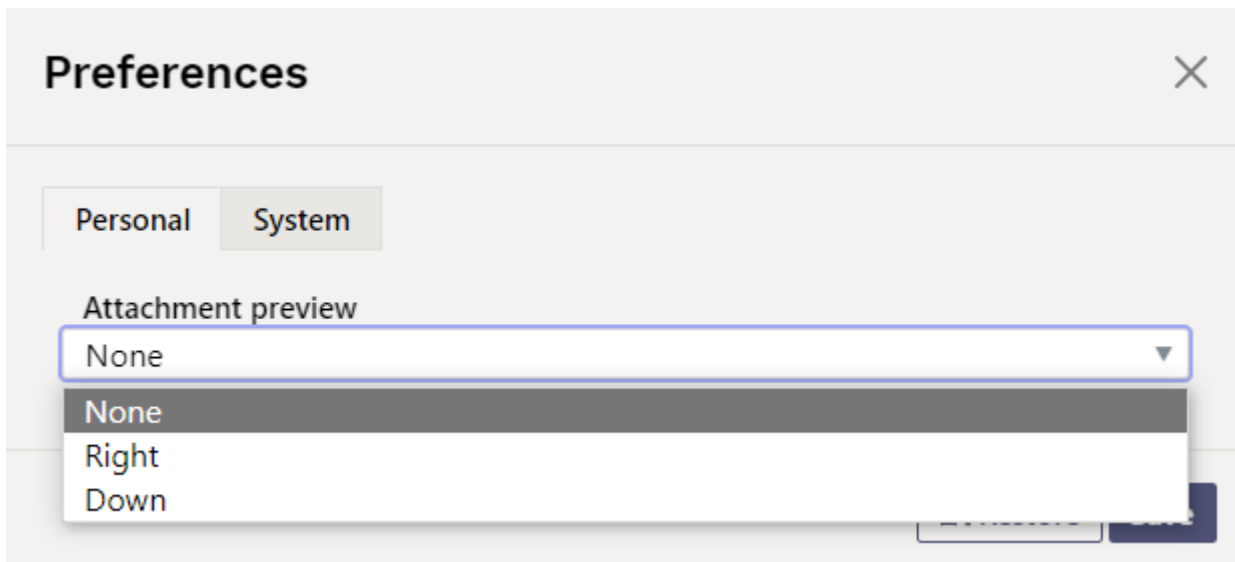 Preferences
Personal System
Attachment preview
None
None
Right
Down